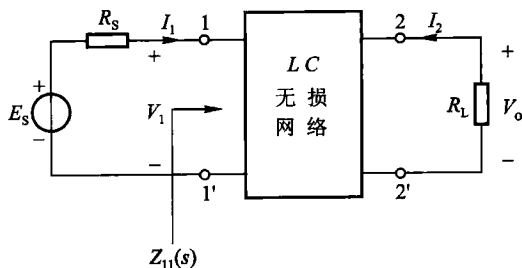 R_S
I_1
1
2
I_2
+
+
+
E_S
−
V_1
LC
无损
网络
R_L
V_o
−
−
1'
2'
Z_11(s)